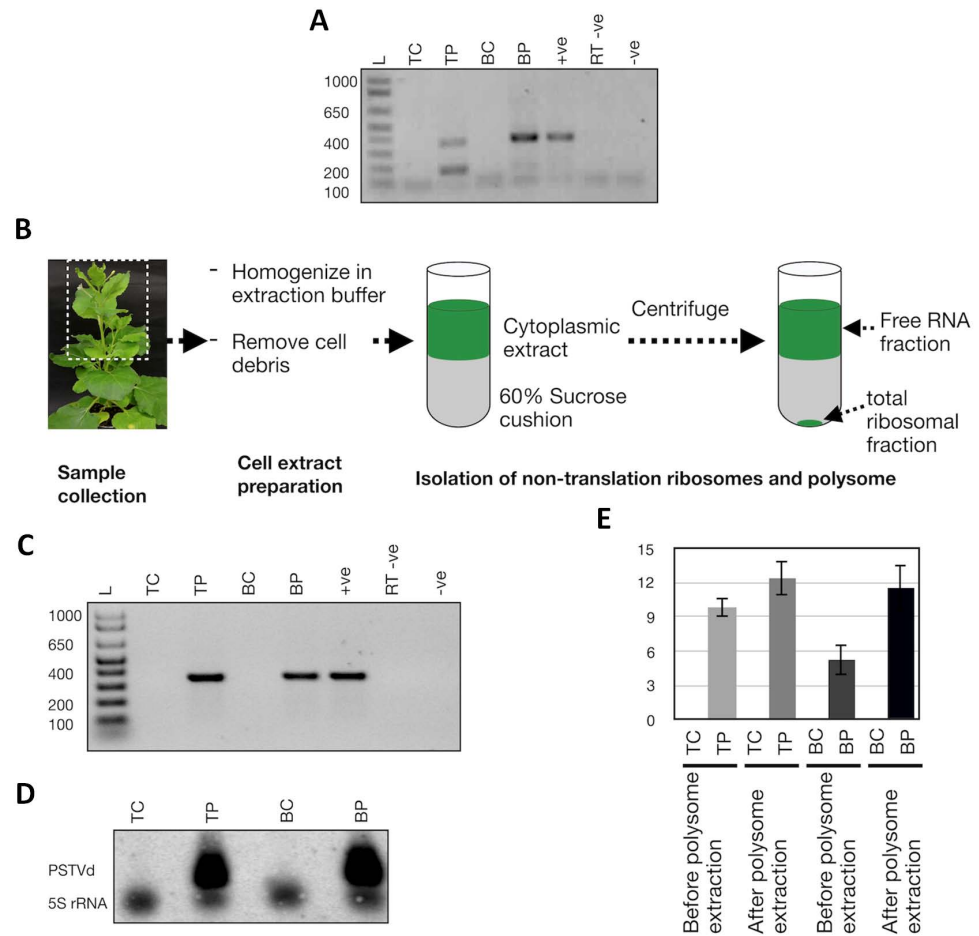 A
L TC TP BC BP +ve RT -ve -ve
1000
650
400
200
100
B
- Homogenize in
extraction buffer
- Remove cell
debris
Cytoplasmic
extract
60% Sucrose
cushion
Centrifuge
Free RNA
fraction
total
ribosomal
fraction
Sample
collection
Cell extract
preparation
Isolation of non-translation ribosomes and polysome
C
L TC TP BC BP +ve RT -ve -ve
1000
650
400
200
100
D
TC TP BC BP
PSTVd
5S rRNA
E
15
12
9
6
3
0
TC TP TC TP BC BP BC BP
Before polysome
extraction
After polysome
extraction
Before polysome
extraction
After polysome
extraction